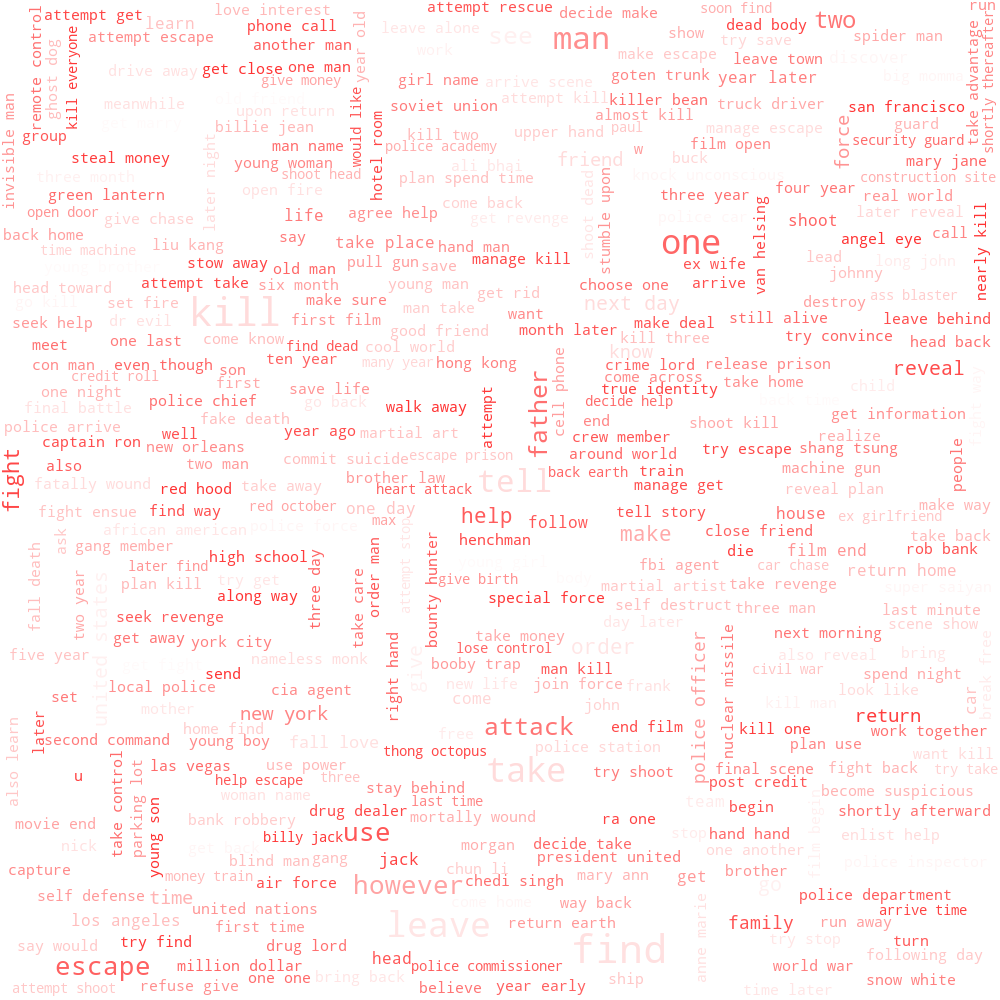 attempt get
love interest
attempt rescue
decide make
soon find
run
two
learn
phone call
leave alone
see
man
show
dead body
spider man
attempt escape
another man
work
make escape
try save
leave town
discover
remote control
ghost dog
kill everyone
drive away
get close
one man
year old
girl name
arrive scene
goten trunk
year later
big momma
give money
meanwhile
upon return
soviet union
attempt kill
killer bean
truck driver
san francisco
take advantage
shortly thereafter
almost kill
invisible man
group
billie jean
man name
would like
hotel room
kill two
upper hand
paul
manage escape
force
guard
police academy
w
film open
security guard
steal money
later night
young woman
shoot head
ali bhai
friend
buck
knock unconscious
mary jane
three month
plan spend time
construction site
green lantern
open fire
shoot dead
stumble upon
three year
four year
real world
open door
give chase
life
agree help
come back
get revenge
police car
van helsing
shoot
later reveal
back home
say
take place
hand man
one
angel eye
call
nearly kill
time machine
liu kang
pull gun
save
manage kill
ex wife
lead
long john
stow away
old man
johnny
head toward
attempt take
six month
young man
choose one
arrive
ass blaster
go kill
set fire
kill
make sure
man take
get rid
next day
destroy
seek help
dr evil
first film
want
make deal
still alive
leave behind
meet
one last
come know
find dead
good friend
month later
kill three
try convince
head back
cool world
know
con man
even though
son
ten year
many year
hong kong
crime lord
release prison
reveal
credit roll
first
come across
take home
one night
save life
attempt
father
cell phone
true identity
child
final battle
police chief
go back
walk away
decide help
fake death
end
shoot kill
get information
police arrive
well
year ago
martial art
crew member
realize
captain ron
new orleans
around world
try escape
shang tsung
people
also
two man
commit suicide
escape prison
back earth
train
machine gun
fight
fatally wound
red hood
take away
brother law
heart attack
tell
manage get
reveal plan
make way
fight ensue
find way
red october
one day
help
follow
tell story
house
ex girlfriend
african american
police force
max
make
close friend
take back
ask
gang member
henchman
die
film end
rob bank
fall death
two year
later find
high school
three day
take care
order man
attempt stop
bounty hunter
fbi agent
car chase
return home
united states
plan kill
try get
give birth
martial artist
take revenge
super saiyan
along way
special force
self destruct
three man
last minute
seek revenge
day later
scene show
get away
york city
take money
next morning
five year
nameless monk
right hand
give
lose control
order
police officer
nuclear missile
also reveal
bring
send
booby trap
man kill
civil war
spend night
break free
local police
cia agent
new life
join force
frank
look like
set
mother
come
john
kill man
car
new york
return
home find
free
attack
end film
kill one
work together
later
second command
young boy
fall love
thong octopus
police station
plan use
want kill
also learn
las vegas
use power
take
try shoot
final scene
fight back
try take
u
help escape
three
stay behind
post credit
become suspicious
take control
parking lot
young son
woman name
drug dealer
last time
mortally wound
team
begin
film begin
shortly afterward
movie end
bank robbery
billy jack
use
ra one
stop
hand hand
enlist help
nick
get back
morgan
decide take
one another
capture
blind man
gang
jack
president united
police inspector
chun li
brother
money train
air force
however
chedi singh
mary ann
get
go
self defense
time
come home
way back
anne marie
police department
united nations
arrive time
los angeles
first time
leave
return earth
family
run away
say would
try find
drug lord
find
try stop
turn
head
following day
escape
million dollar
police commissioner
world war
attempt shoot
refuse give
one one
bring back
believe
year early
ship
time later
snow white